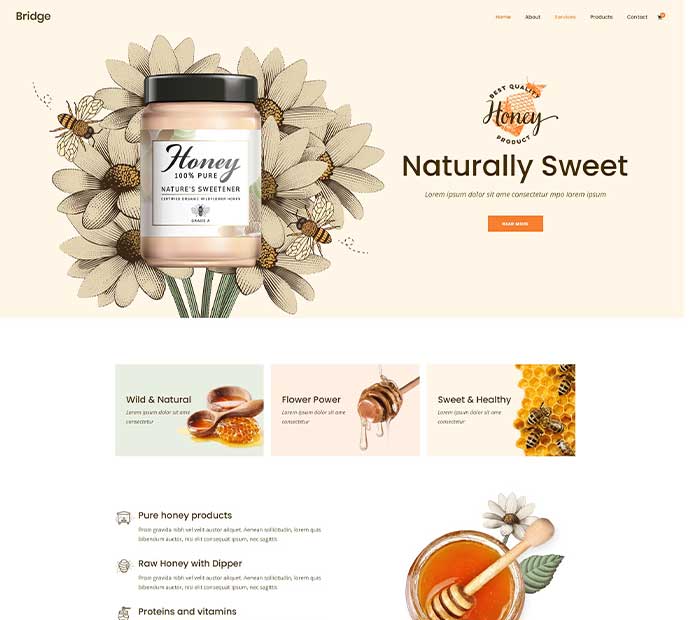 Bridge
Home About Services Products Contact
BEST QUALITY
Honey
PRODUCT
Honey
100% PURE
NATURE'S SWEETENER
CERTIFIED ORGANIC WILDFLOWER HONEY
GRADE A
Naturally Sweet
Lorem ipsum dolor sit ame consectetur mpo lorem ipsum
READ MORE
Wild & Natural
Lorem ipsum dolor sit ame
consectetur
Flower Power
Lorem ipsum dolor sit ame
consectetur
Sweet & Healthy
Lorem ipsum dolor sit ame
consectetur
Pure honey products
Proin gravida nibh vel velit auctor aliquet. Aenean sollicitudin, lorem quis
bibendum auctor, nisi elit consequat ipsum, nec sagittis
Raw Honey with Dipper
Proin gravida nibh vel velit auctor aliquet. Aenean sollicitudin, lorem quis
bibendum auctor, nisi elit consequat ipsum, nec sagittis
Proteins and vitamins